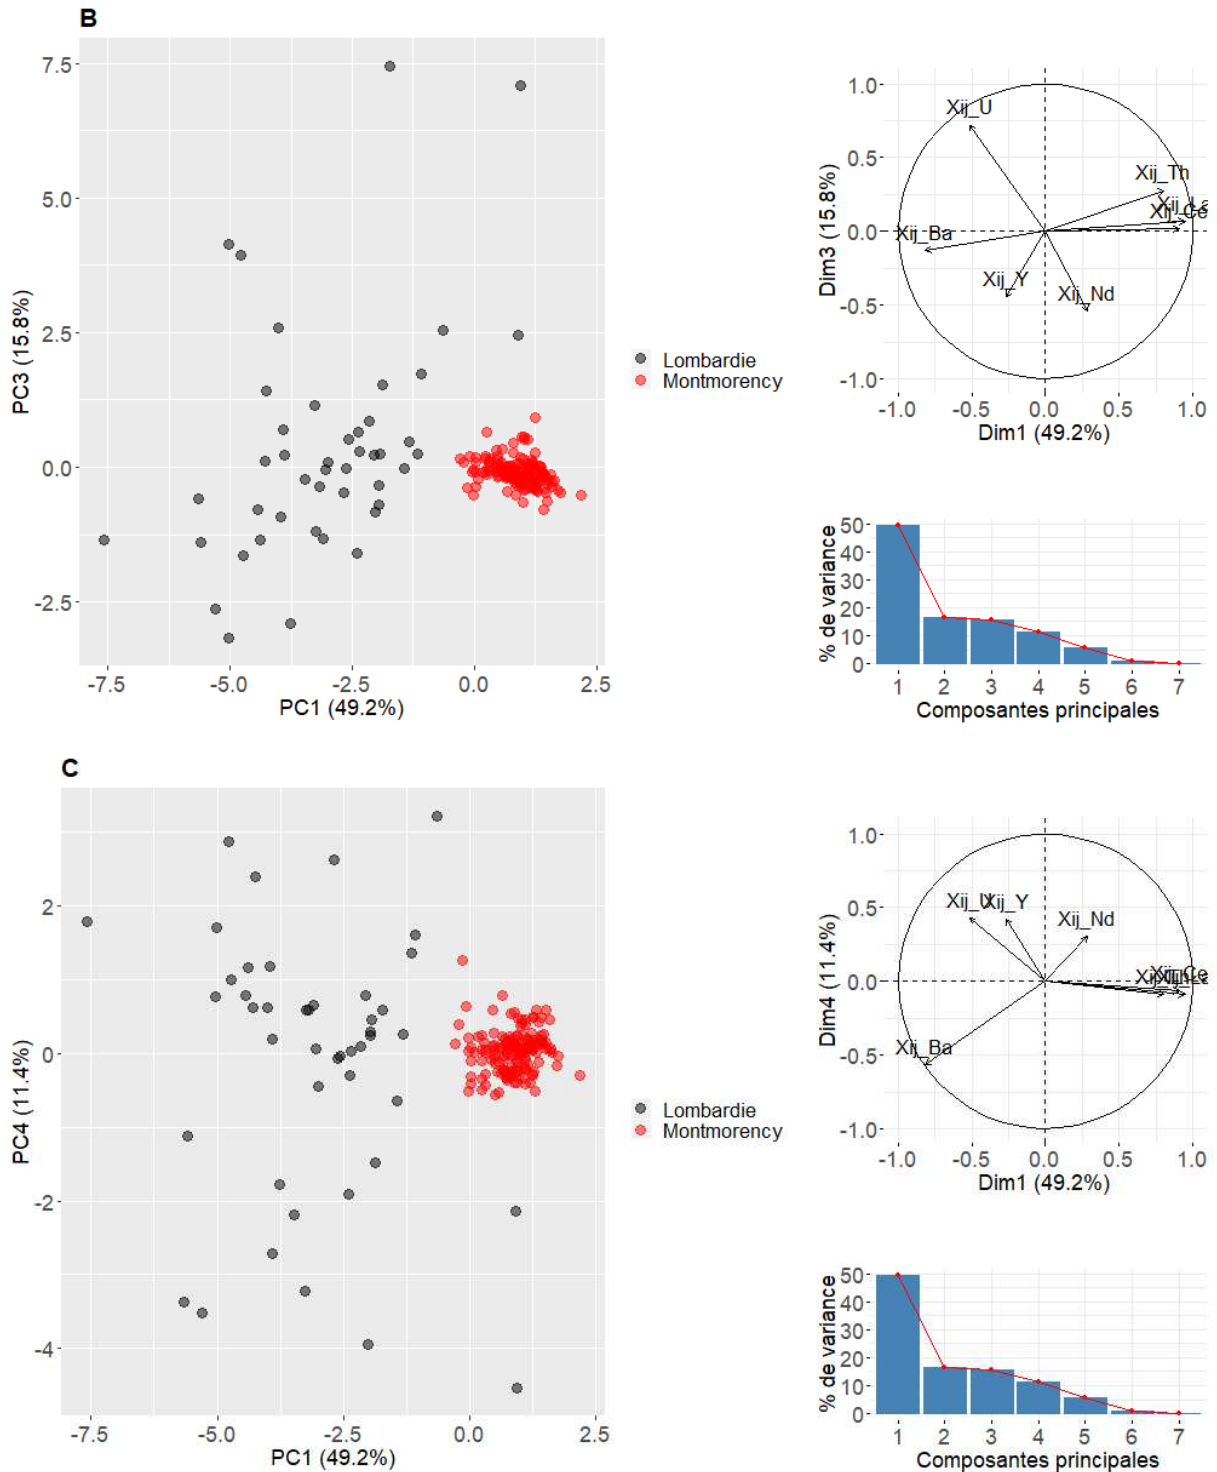 B
7.5
5.0
2.5
0.0
-2.5
PC3 (15.8%)
-7.5 -5.0 -2.5 0.0 2.5
PC1 (49.2%)
Lombardie
Montmorency
1.0
0.5
0.0
-0.5
-1.0
Dim3 (15.8%)
Xij_U
Xij_Th
Xij_La
Xij_Ce
Xij_Ba
Xij_Y
Xij_Nd
-1.0 -0.5 0.0 0.5 1.0
Dim1 (49.2%)
% de variance
50
40
30
20
10
0
1 2 3 4 5 6 7
Composantes principales
C
2
0
-2
-4
PC4 (11.4%)
-7.5 -5.0 -2.5 0.0 2.5
PC1 (49.2%)
Lombardie
Montmorency
1.0
0.5
0.0
-0.5
-1.0
Dim4 (11.4%)
Xij_U
Xij_Y
Xij_Nd
Xij_Ce
Xij_Ba
-1.0 -0.5 0.0 0.5 1.0
Dim1 (49.2%)
% de variance
50
40
30
20
10
0
1 2 3 4 5 6 7
Composantes principales